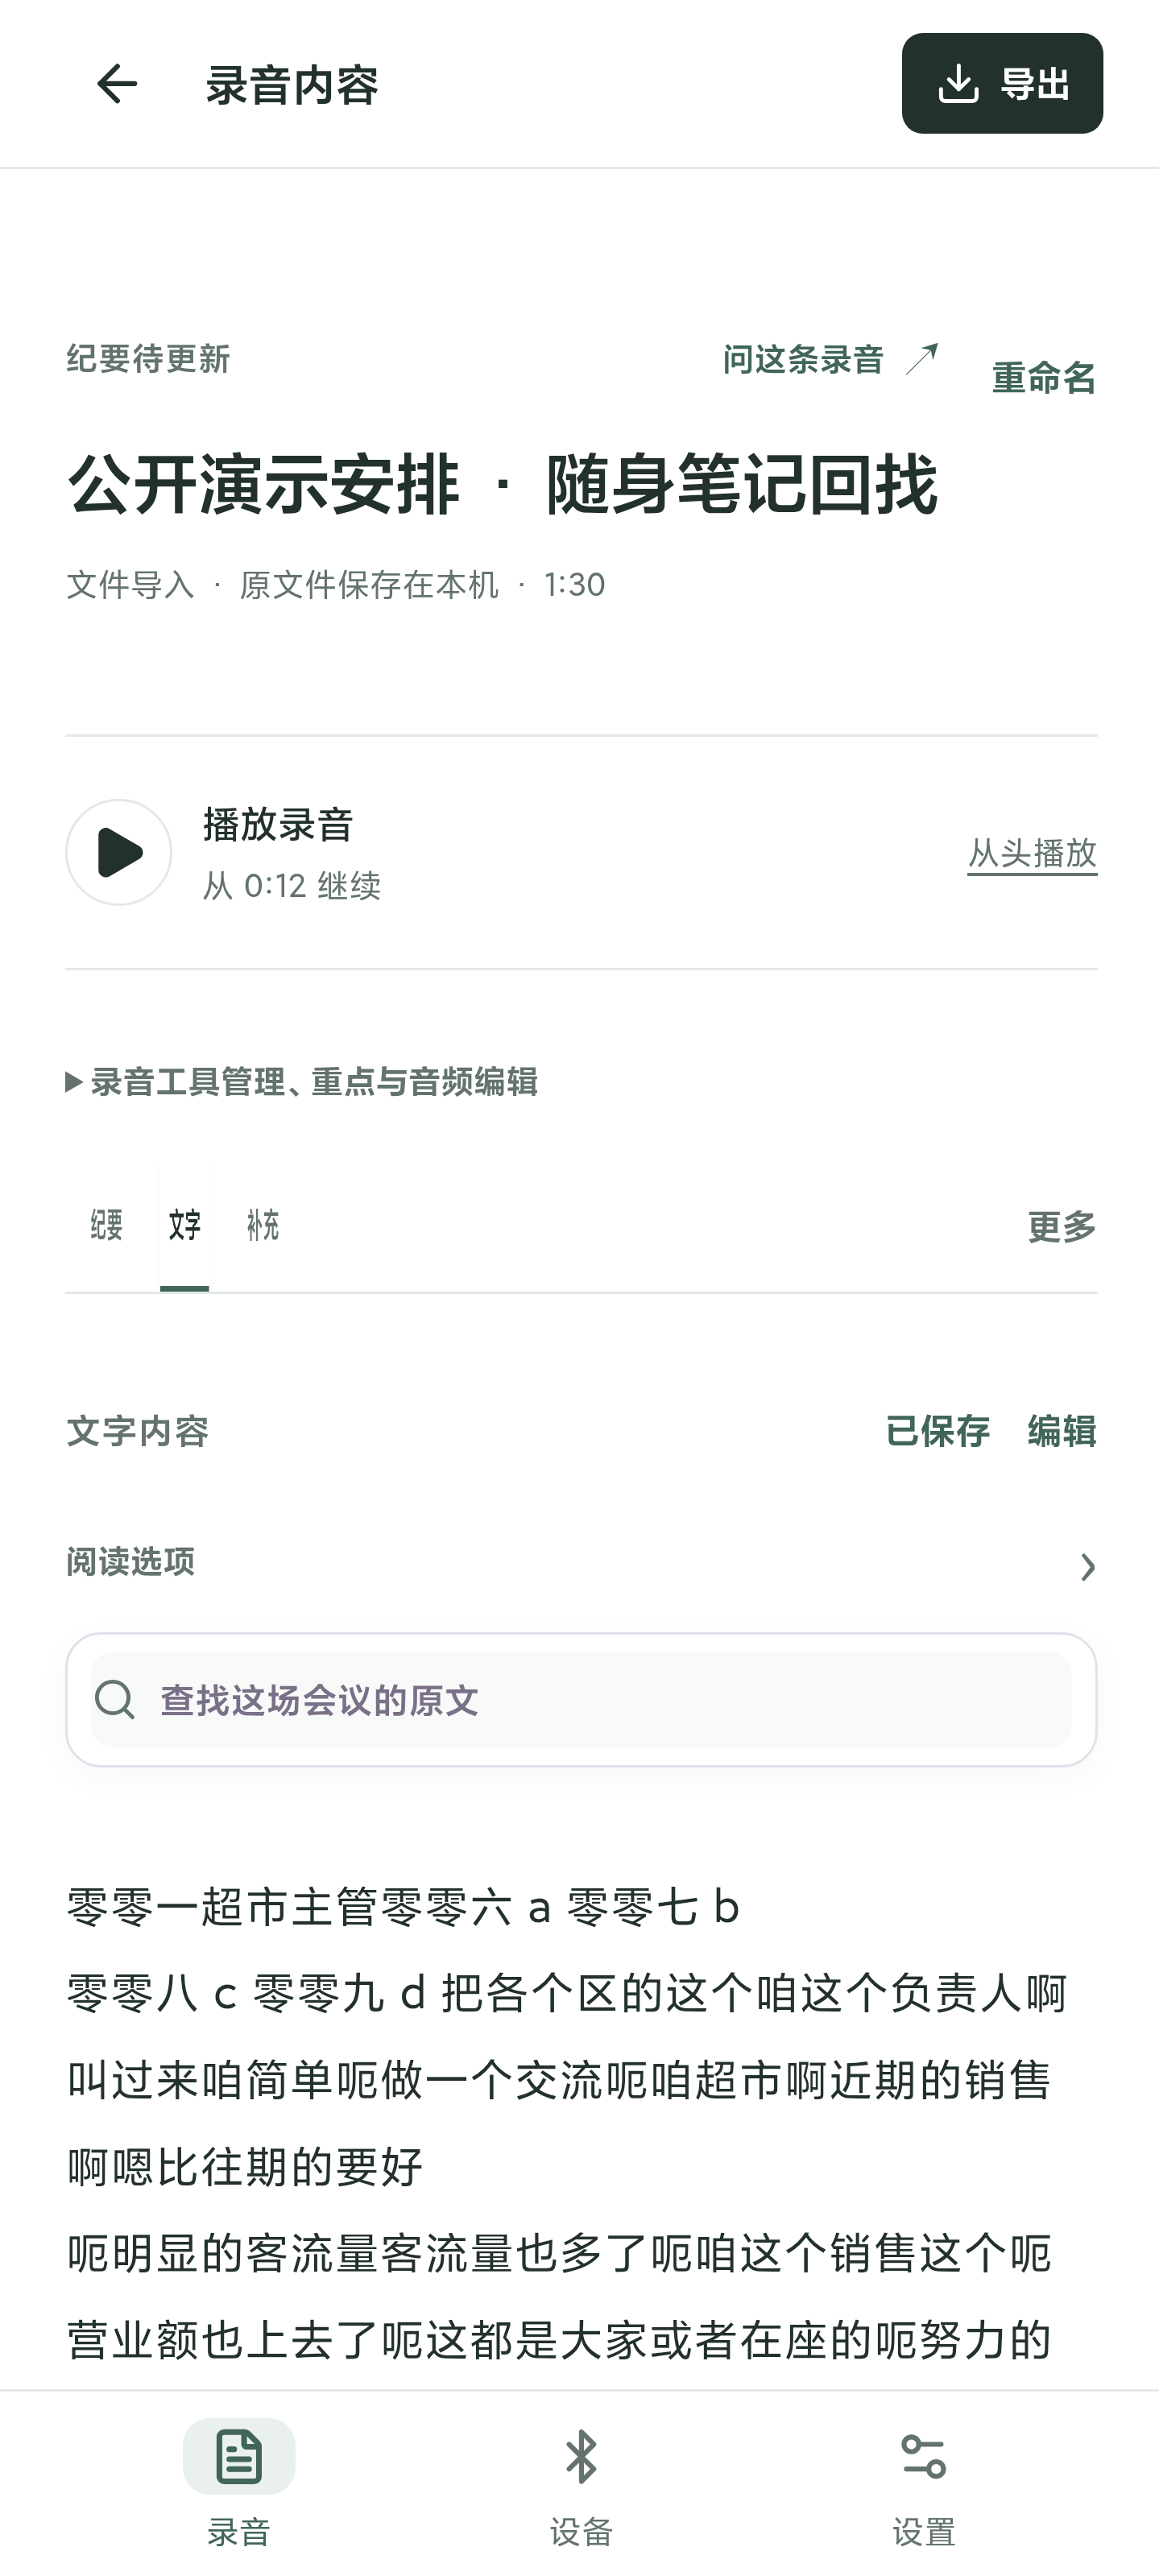 录音内容
导出
纪要待更新
问这条录音 ↗
重命名
公开演示安排 · 随身笔记回找
文件导入 · 原文件保存在本机 · 1:30
播放录音
从 0:12 继续
从头播放
录音工具管理、重点与音频编辑
纪要 文字 补充 更多
文字内容 已保存 编辑
阅读选项
查找这场会议的原文
零零一超市主管零零六 a 零零七 b
零零八 c 零零九 d 把各个区的这个咱这个负责人啊
叫过来咱简单呃做一个交流呃咱超市啊近期的销售
啊嗯比往期的要好
呃明显的客流量客流量也多了呃咱这个销售这个呃
营业额也上去了呃这都是大家或者在座的呃努力的
录音 设备 设置